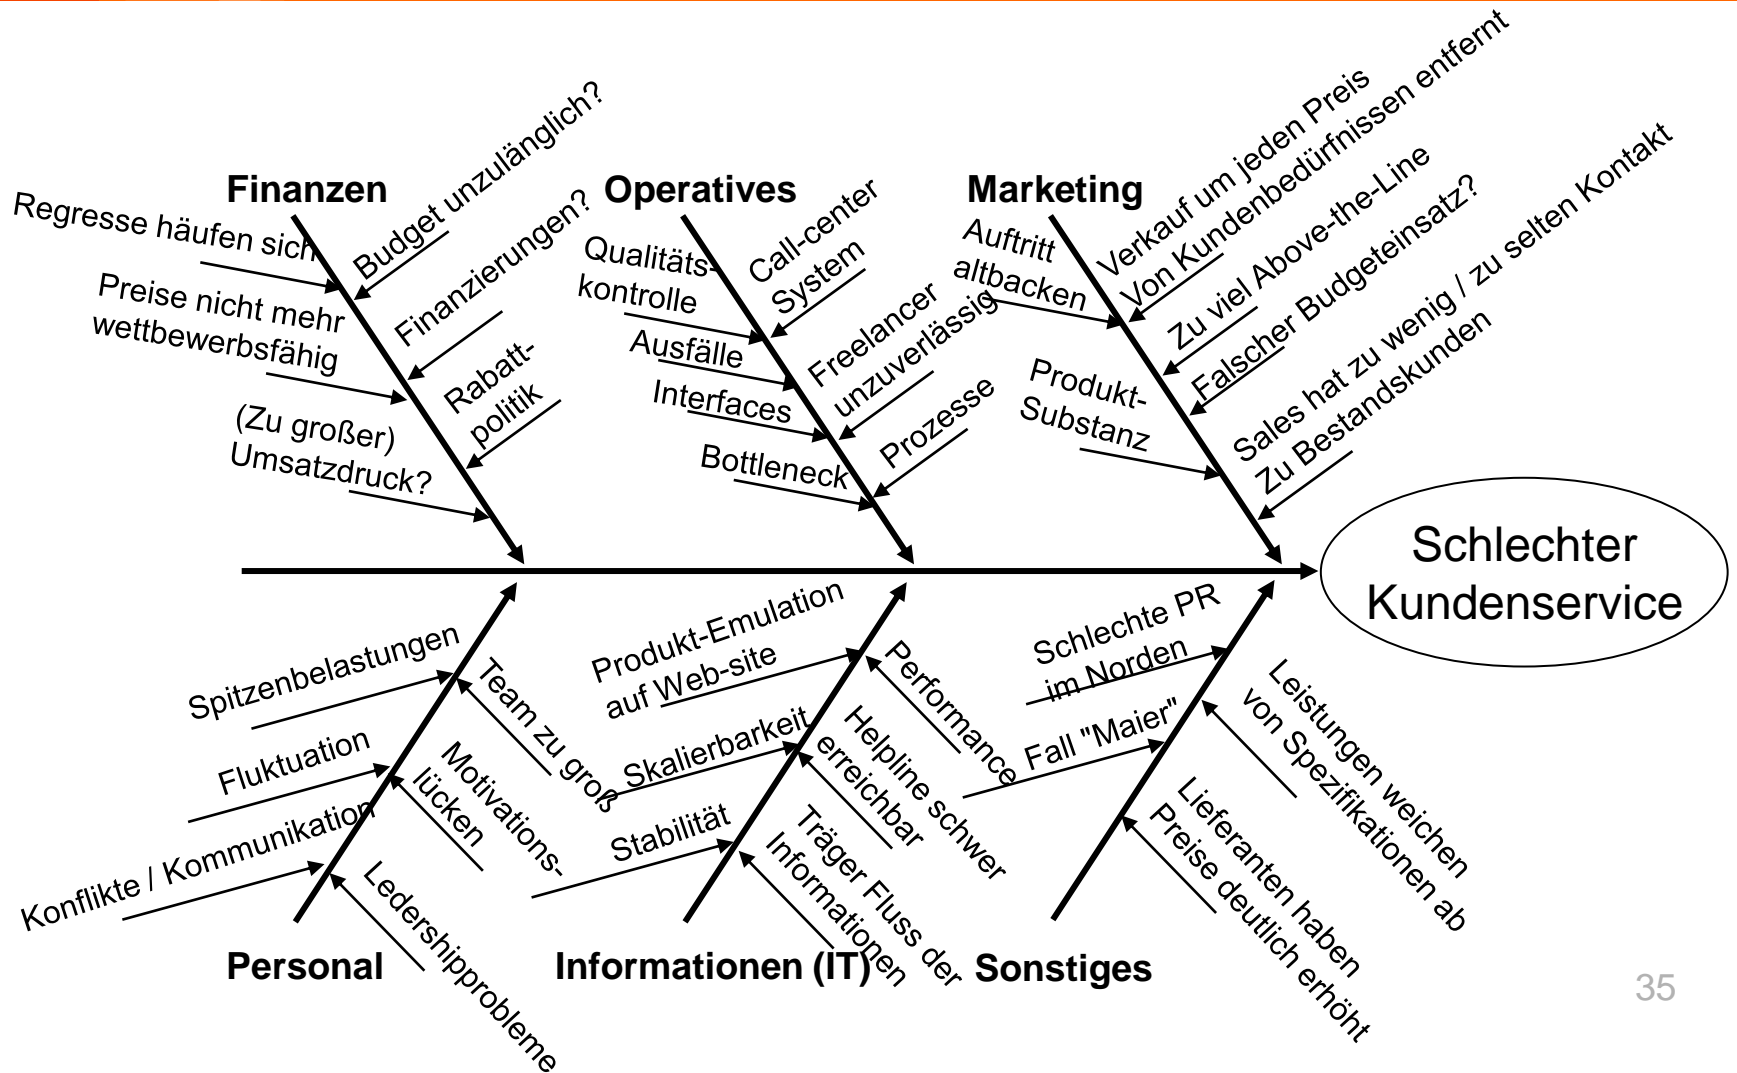 Finanzen
Regresse häufen sich
Preise nicht mehr
wettbewerbsfähig
(Zu großer)
Umsatzdruck?
Budget unzulänglich?
Finanzierungen?
Rabatt-
politik
Operatives
Qualitäts-
kontrolle
Ausfälle
Interfaces
Bottleneck
Call-center
System
Freelancer
unzuverlässig
Prozesse
Marketing
Auftritt
altbacken
Produkt-
Substanz
Verkauf um jeden Preis
Von Kundenbedürfnissen entfernt
Zu viel Above-the-Line
Falscher Budgeteinsatz?
Sales hat zu wenig / zu selten Kontakt
Zu Bestandskunden
Schlechter
Kundenservice
Spitzenbelastungen
Fluktuation
Konflikte / Kommunikation
Team zu groß
Motivations-
lücken
Ledershipprobleme
Personal
Produkt-Emulation
auf Web-site
Skalierbarkeit
Stabilität
Performance
Helpline schwer
erreichbar
Träger Fluss der
Informationen
Informationen (IT)
Schlechte PR
im Norden
Fall "Maier"
Leistungen weichen
von Spezifikationen ab
Lieferanten haben
Preise deutlich erhöht
Sonstiges
35